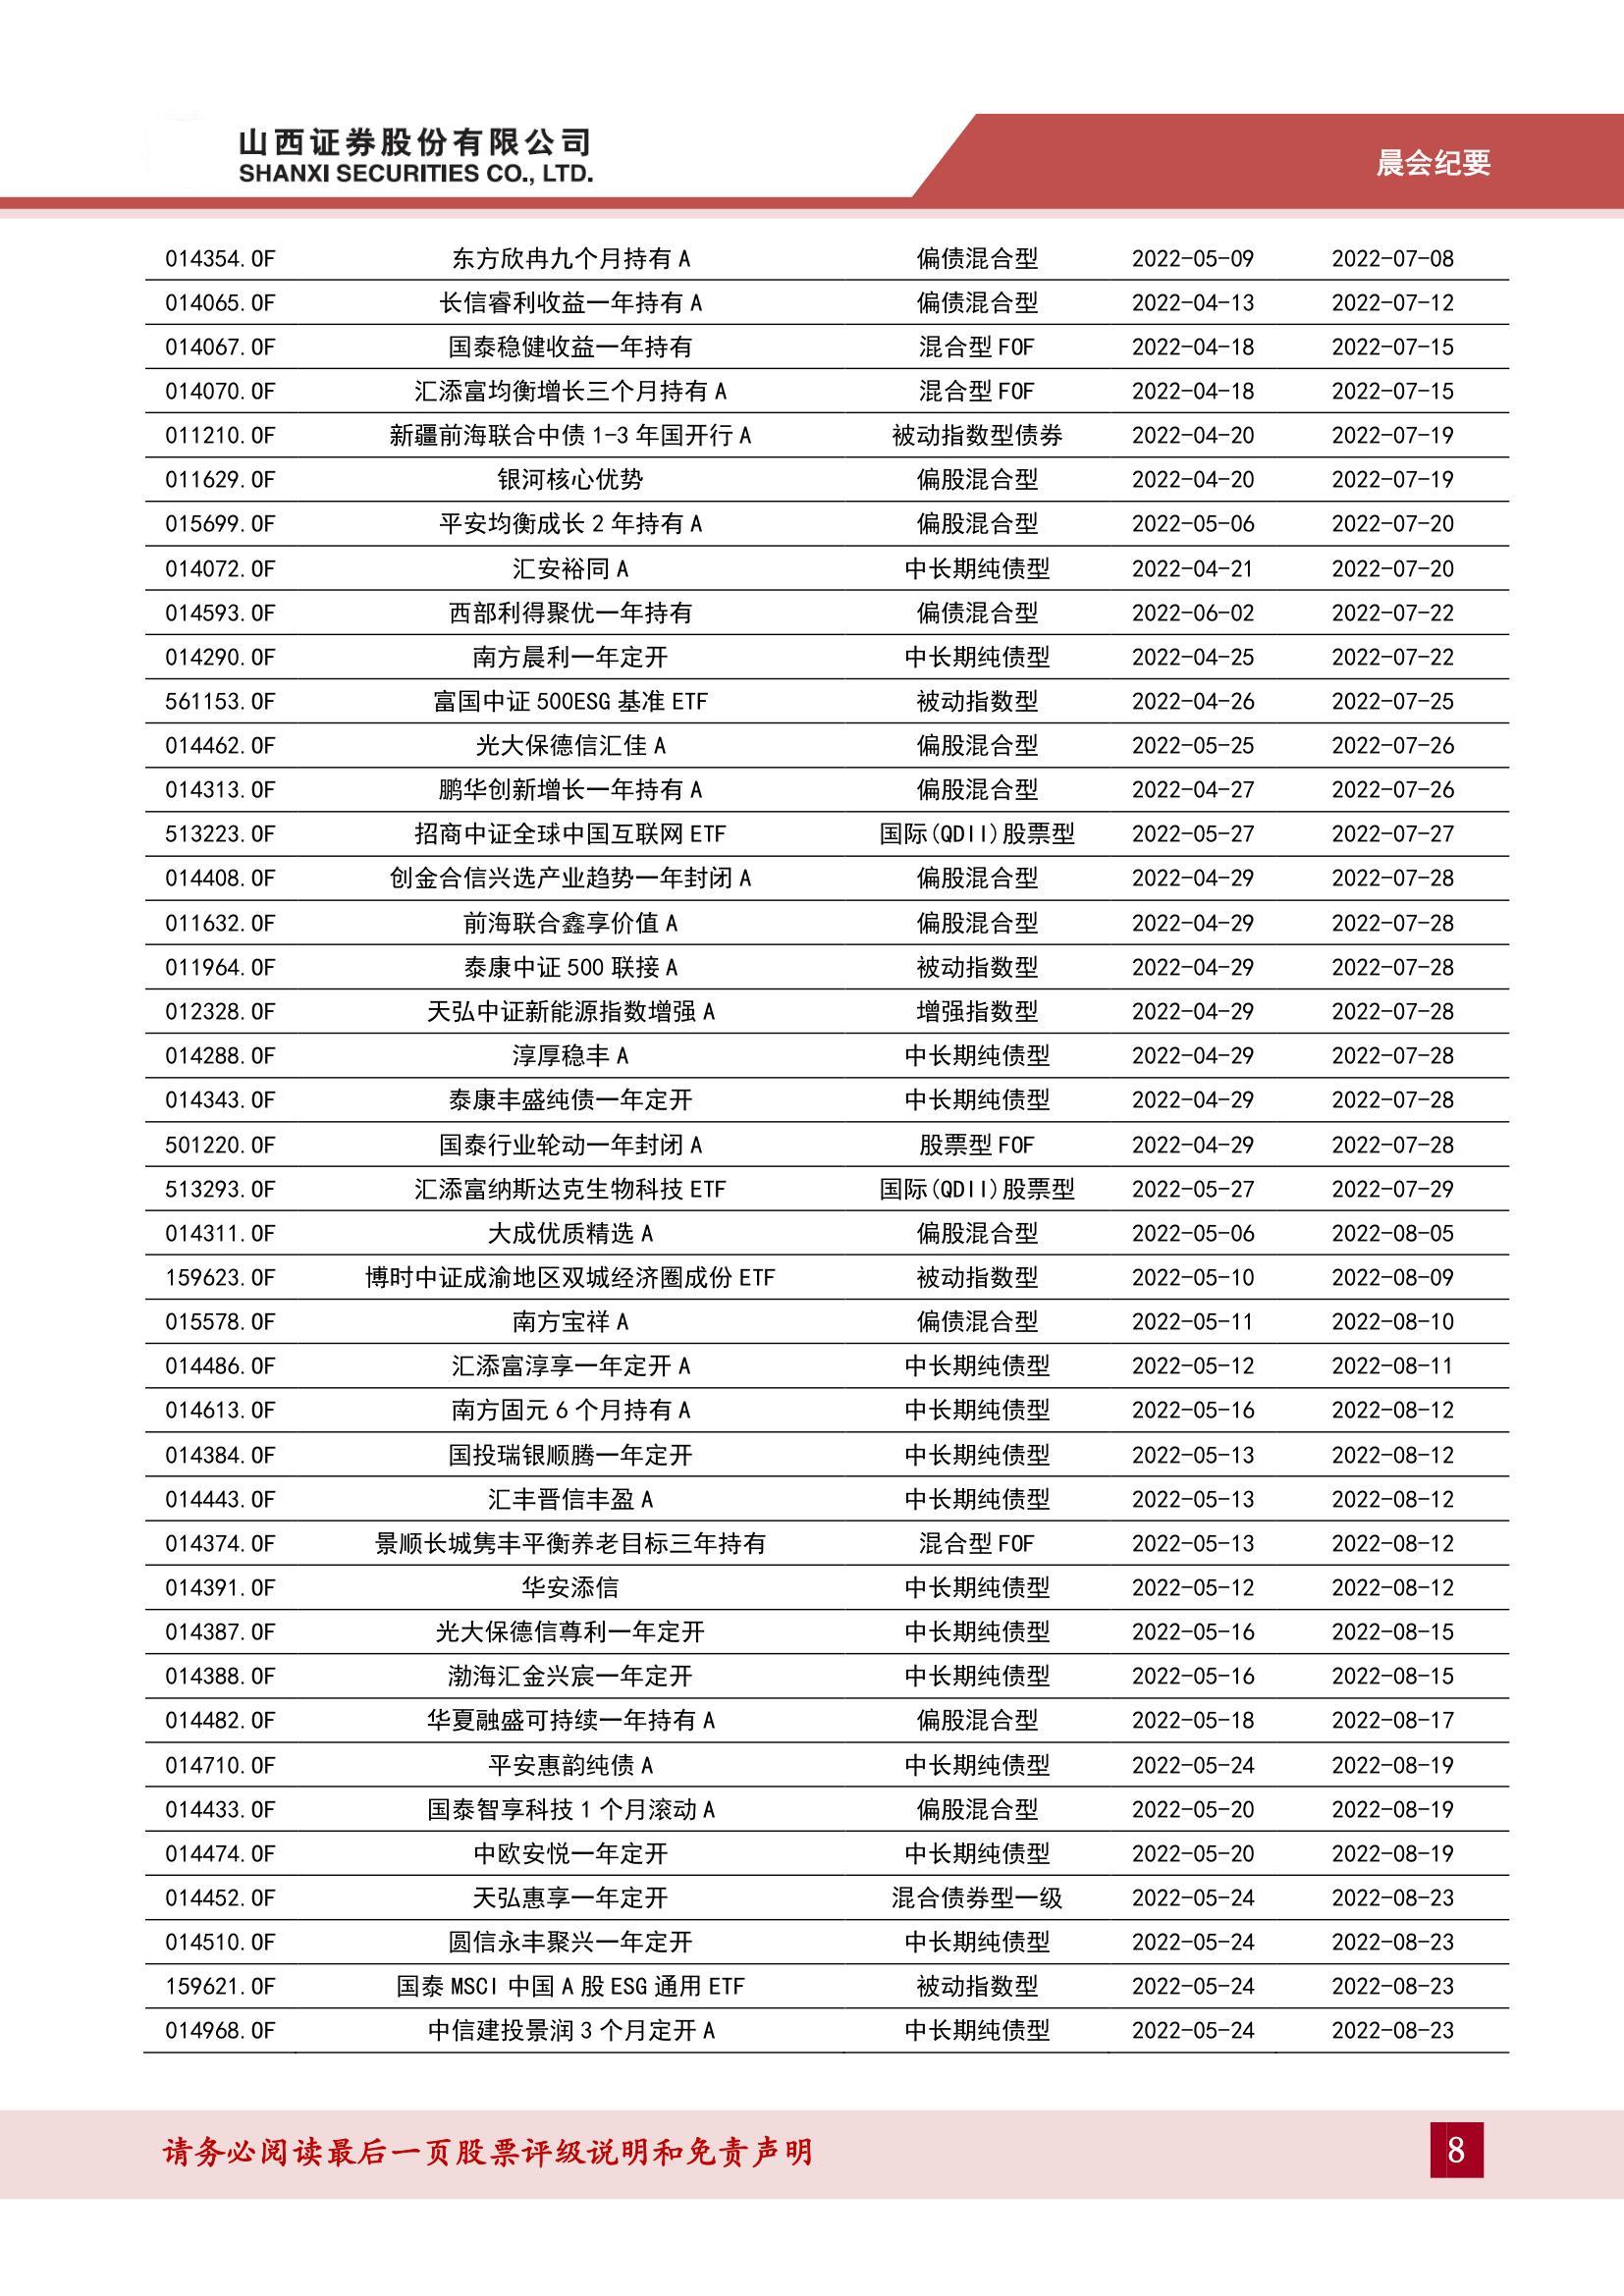 山西证券股份有限公司
SHANXI SECURITIES CO., LTD.
晨会纪要
014354.OF 东方欣冉九个月持有 A 偏债混合型 2022-05-09 2022-07-08
014065.OF 长信睿利收益一年持有 A 偏债混合型 2022-04-13 2022-07-12
014067.OF 国泰稳健收益一年持有 混合型 FOF 2022-04-18 2022-07-15
014070.OF 汇添富均衡增长三个月持有 A 混合型 FOF 2022-04-18 2022-07-15
011210.OF 新疆前海联合中债 1-3 年国开行 A 被动指数型债券 2022-04-20 2022-07-19
011629.OF 银河核心优势 偏股混合型 2022-04-20 2022-07-19
015699.OF 平安均衡成长 2 年持有 A 偏股混合型 2022-05-06 2022-07-20
014072.OF 汇安裕同 A 中长期纯债型 2022-04-21 2022-07-20
014593.OF 西部利得聚优一年持有 偏债混合型 2022-06-02 2022-07-22
014290.OF 南方晨利一年定开 中长期纯债型 2022-04-25 2022-07-22
561153.OF 富国中证 500ESG 基准 ETF 被动指数型 2022-04-26 2022-07-25
014462.OF 光大保德信汇佳 A 偏股混合型 2022-05-25 2022-07-26
014313.OF 鹏华创新增长一年持有 A 偏股混合型 2022-04-27 2022-07-26
513223.OF 招商中证全球中国互联网 ETF 国际(QDII)股票型 2022-05-27 2022-07-27
014408.OF 创金合信兴选产业趋势一年封闭 A 偏股混合型 2022-04-29 2022-07-28
011632.OF 前海联合鑫享价值 A 偏股混合型 2022-04-29 2022-07-28
011964.OF 泰康中证 500 联接 A 被动指数型 2022-04-29 2022-07-28
012328.OF 天弘中证新能源指数增强 A 增强指数型 2022-04-29 2022-07-28
014288.OF 淳厚稳丰 A 中长期纯债型 2022-04-29 2022-07-28
014343.OF 泰康丰盛纯债一年定开 中长期纯债型 2022-04-29 2022-07-28
501220.OF 国泰行业轮动一年封闭 A 股票型 FOF 2022-04-29 2022-07-28
513293.OF 汇添富纳斯达克生物科技 ETF 国际(QDII)股票型 2022-05-27 2022-07-29
014311.OF 大成优质精选 A 偏股混合型 2022-05-06 2022-08-05
159623.OF 博时中证成渝地区双城经济圈成份 ETF 被动指数型 2022-05-10 2022-08-09
015578.OF 南方宝祥 A 偏债混合型 2022-05-11 2022-08-10
014486.OF 汇添富淳享一年定开 A 中长期纯债型 2022-05-12 2022-08-11
014613.OF 南方固元 6 个月持有 A 中长期纯债型 2022-05-16 2022-08-12
014384.OF 国投瑞银顺腾一年定开 中长期纯债型 2022-05-13 2022-08-12
014443.OF 汇丰晋信丰盈 A 中长期纯债型 2022-05-13 2022-08-12
014374.OF 景顺长城隽丰平衡养老目标三年持有 混合型 FOF 2022-05-13 2022-08-12
014391.OF 华安添信 中长期纯债型 2022-05-12 2022-08-12
014387.OF 光大保德信尊利一年定开 中长期纯债型 2022-05-16 2022-08-15
014388.OF 渤海汇金兴宸一年定开 中长期纯债型 2022-05-16 2022-08-15
014482.OF 华夏融盛可持续一年持有 A 偏股混合型 2022-05-18 2022-08-17
014710.OF 平安惠韵纯债 A 中长期纯债型 2022-05-24 2022-08-19
014433.OF 国泰智享科技 1 个月滚动 A 偏股混合型 2022-05-20 2022-08-19
014474.OF 中欧安悦一年定开 中长期纯债型 2022-05-20 2022-08-19
014452.OF 天弘惠享一年定开 混合债券型一级 2022-05-24 2022-08-23
014510.OF 圆信永丰聚兴一年定开 中长期纯债型 2022-05-24 2022-08-23
159621.OF 国泰 MSCI 中国 A 股 ESG 通用 ETF 被动指数型 2022-05-24 2022-08-23
014968.OF 中信建投景润 3 个月定开 A 中长期纯债型 2022-05-24 2022-08-23
请务必阅读最后一页股票评级说明和免责声明
8